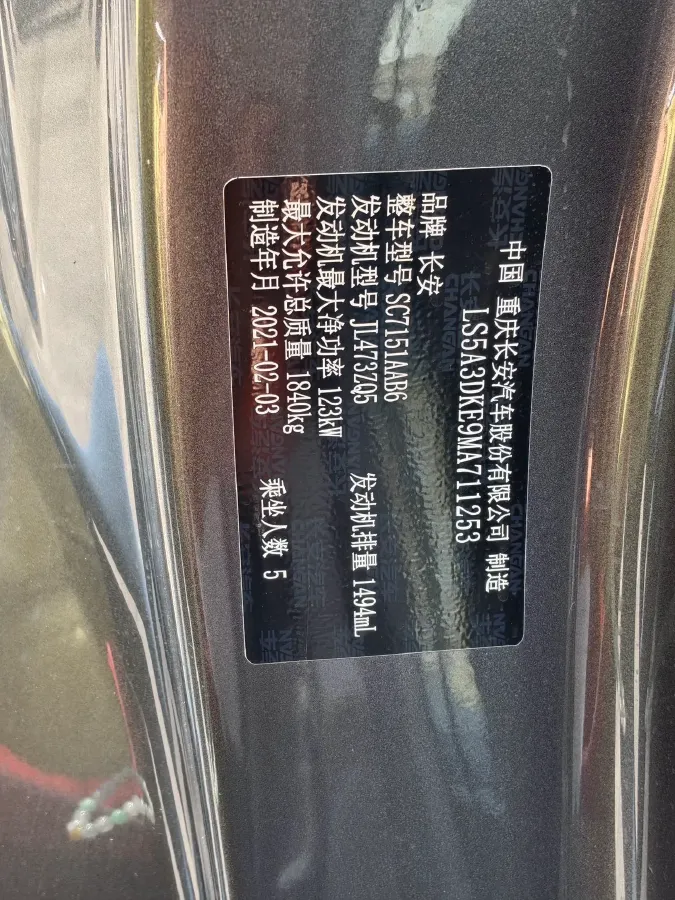 中国 重庆长安汽车股份有限公司 制造
LS5A3DKE9MA711253
品牌 长安
整车型号 SC7151AAB6
发动机型号 JL473ZQ5 发动机排量 1494mL
发动机最大净功率 123kW
最大允许总质量 1840kg
制造年月 2021-02-03 乘坐人数 5